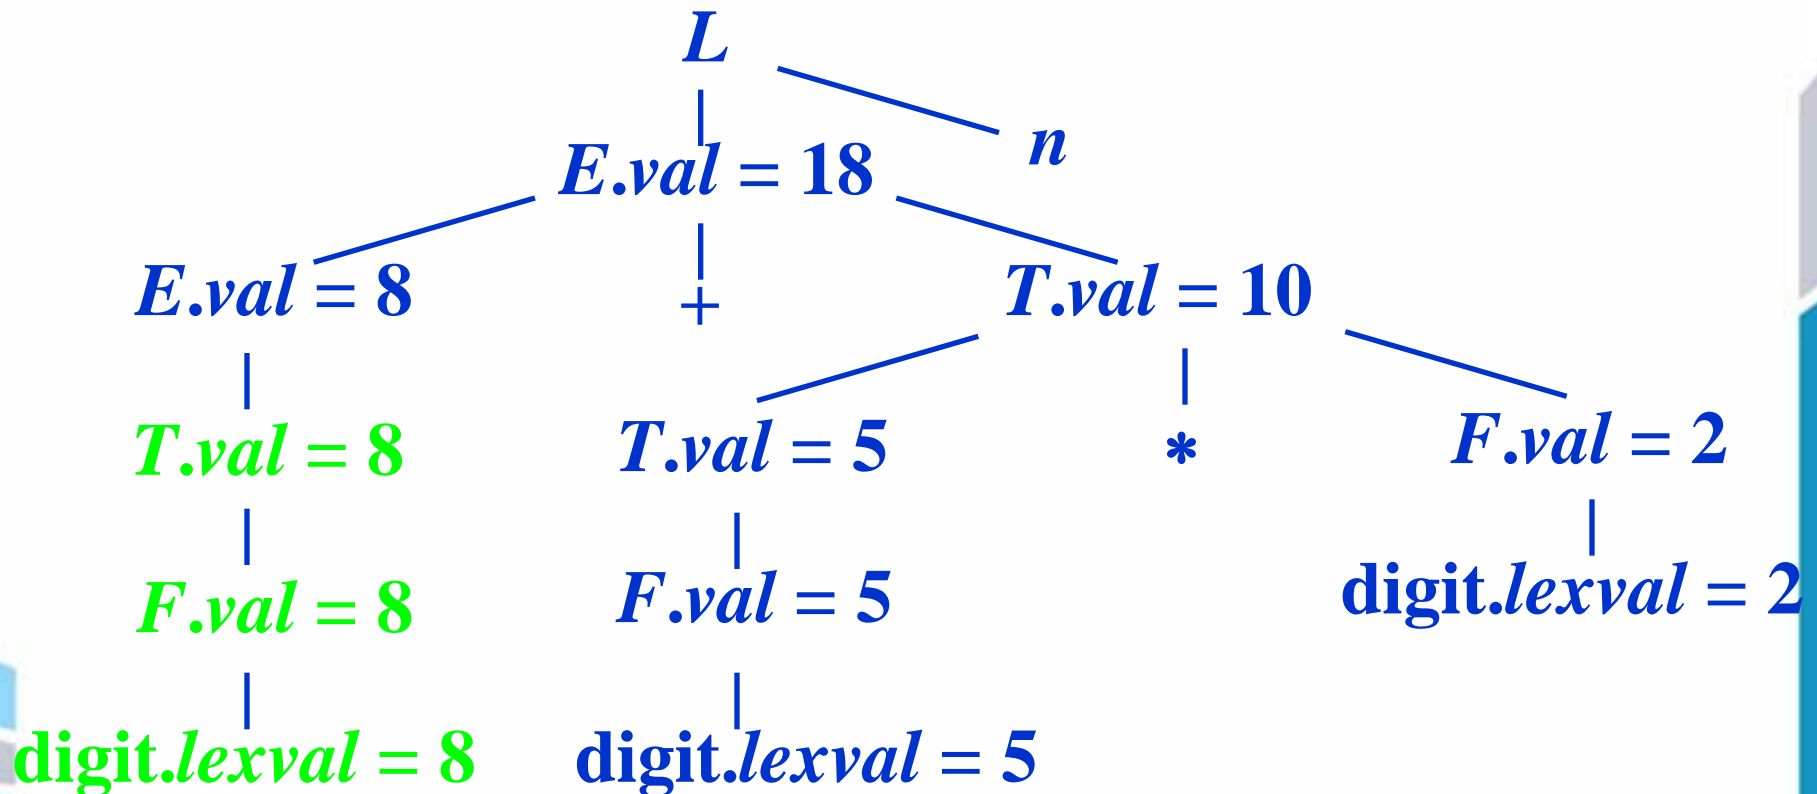 L
n
E.val = 18
E.val = 8 + T.val = 10
T.val = 8 T.val = 5 * F.val = 2
F.val = 8 F.val = 5 digit.lexval = 2
digit.lexval = 8 digit.lexval = 5